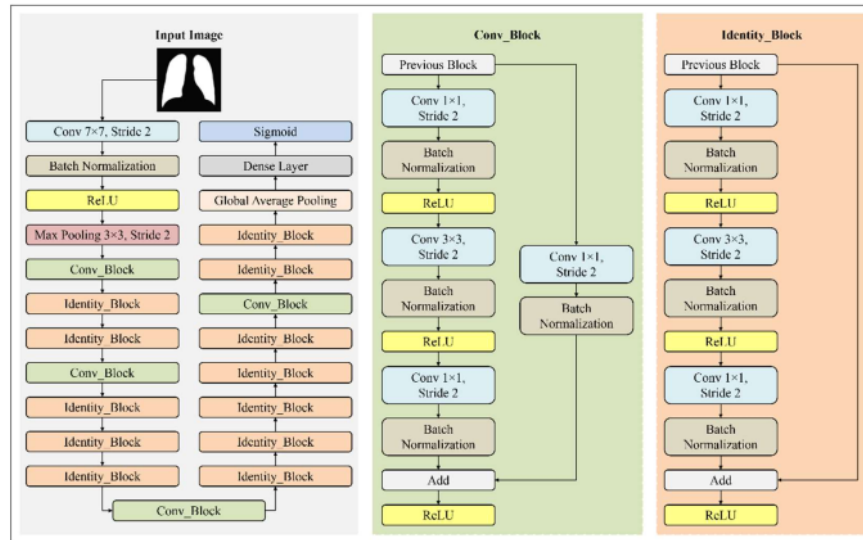 Input Image
Conv 7×7, Stride 2
Batch Normalization
ReLU
Max Pooling 3×3, Stride 2
Conv_Block
Identity_Block
Identity_Block
Conv_Block
Identity_Block
Identity_Block
Identity_Block
Conv_Block
Sigmoid
Dense Layer
Global Average Pooling
Identity_Block
Identity_Block
Conv_Block
Identity_Block
Identity_Block
Identity_Block
Identity_Block
Identity_Block
Conv_Block
Previous Block
Conv 1×1,
Stride 2
Batch
Normalization
ReLU
Conv 3×3,
Stride 2
Batch
Normalization
ReLU
Conv 1×1,
Stride 2
Batch
Normalization
Add
ReLU
Conv 1×1,
Stride 2
Batch
Normalization
Identity_Block
Previous Block
Conv 1×1,
Stride 2
Batch
Normalization
ReLU
Conv 3×3,
Stride 2
Batch
Normalization
ReLU
Conv 1×1,
Stride 2
Batch
Normalization
Add
ReLU